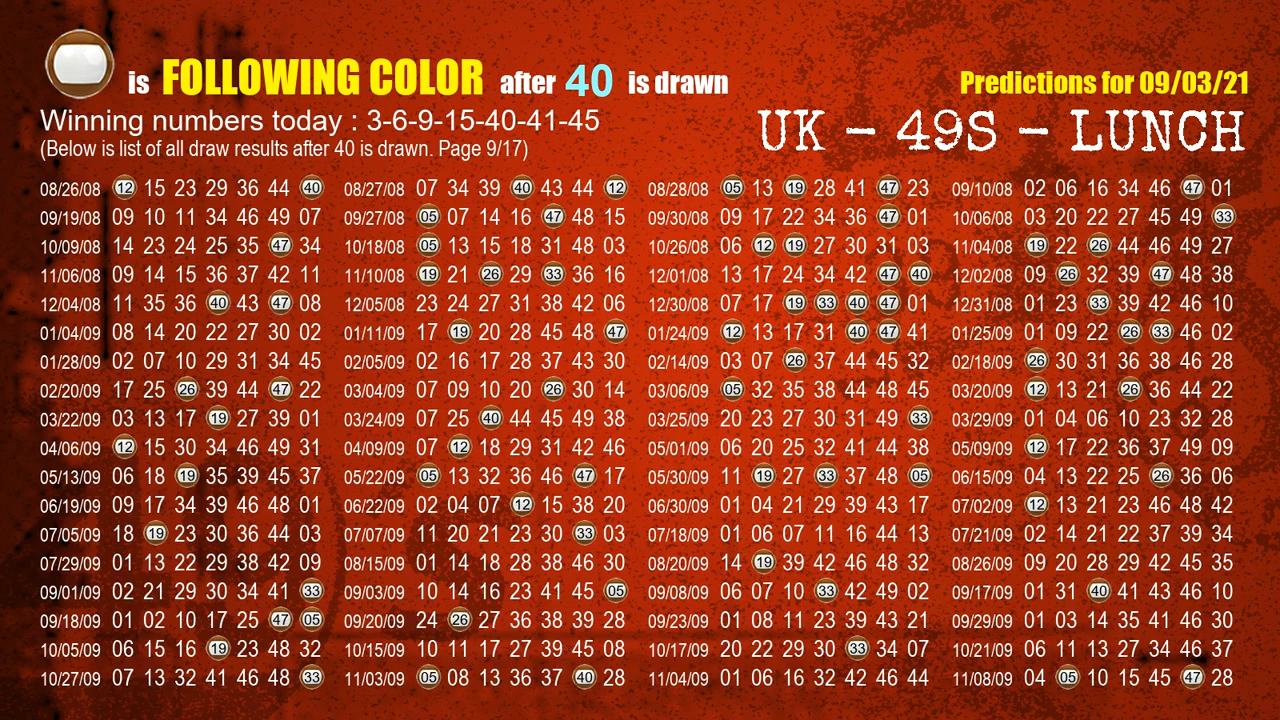 is FOLLOWING COLOR after 40 is drawn
Predictions for 09/03/21
Winning numbers today : 3-6-9-15-40-41-45
UK - 49S - LUNCH
(Below is list of all draw results after 40 is drawn. Page 9/17)
08/26/08 12 15 23 29 36 44 40 08/27/08 07 34 39 40 43 44 12 08/28/08 05 13 19 28 41 47 23 09/10/08 02 06 16 34 46 47 01
09/19/08 09 10 11 34 46 49 07 09/27/08 05 07 14 16 47 48 15 09/30/08 09 17 22 34 36 47 01 10/06/08 03 20 22 27 45 49 33
10/09/08 14 23 24 25 35 47 34 10/18/08 05 13 15 18 31 48 03 10/26/08 06 12 19 27 30 31 03 11/04/08 19 22 26 44 46 49 27
11/06/08 09 14 15 36 37 42 11 11/10/08 19 21 26 29 33 36 16 12/01/08 13 17 24 34 42 47 40 12/02/08 09 26 32 39 47 48 38
12/04/08 11 35 36 40 43 47 08 12/05/08 23 24 27 31 38 42 06 12/30/08 07 17 19 33 40 47 01 12/31/08 01 23 33 39 42 46 10
01/04/09 08 14 20 22 27 30 02 01/11/09 17 19 20 28 45 48 47 01/24/09 12 13 17 31 40 47 41 01/25/09 01 09 22 26 33 46 02
01/28/09 02 07 10 29 31 34 45 02/05/09 02 16 17 28 37 43 30 02/14/09 03 07 26 37 44 45 32 02/18/09 26 30 31 36 38 46 28
02/20/09 17 25 26 39 44 47 22 03/04/09 07 09 10 20 26 30 14 03/06/09 05 32 35 38 44 48 45 03/20/09 12 13 21 26 36 44 22
03/22/09 03 13 17 19 27 39 01 03/24/09 07 25 40 44 45 49 38 03/25/09 20 23 27 30 31 49 33 03/29/09 01 04 06 10 23 32 28
04/06/09 12 15 30 34 46 49 31 04/09/09 07 12 18 29 31 42 46 05/01/09 06 20 25 32 41 44 38 05/09/09 12 17 22 36 37 49 09
05/13/09 06 18 19 35 39 45 37 05/22/09 05 13 32 36 46 47 17 05/30/09 11 19 27 33 37 48 05 06/15/09 04 13 22 25 26 36 06
06/19/09 09 17 34 39 46 48 01 06/22/09 02 04 07 12 15 38 20 06/30/09 01 04 21 29 39 43 17 07/02/09 12 13 21 23 46 48 42
07/05/09 18 19 23 30 36 44 03 07/07/09 11 20 21 23 30 33 03 07/18/09 01 06 07 11 16 44 13 07/21/09 02 14 21 22 37 39 34
07/29/09 01 13 22 29 38 42 09 08/15/09 01 14 18 28 38 46 30 08/20/09 14 19 39 42 46 48 32 08/26/09 09 20 28 29 42 45 35
09/01/09 02 21 29 30 34 41 33 09/03/09 10 14 16 23 41 45 05 09/08/09 06 07 10 33 42 49 02 09/17/09 01 31 40 41 43 46 10
09/18/09 01 02 10 17 25 47 05 09/20/09 24 26 27 36 38 39 28 09/23/09 01 08 11 23 39 43 21 09/29/09 01 03 14 35 41 46 30
10/05/09 06 15 16 19 23 48 32 10/15/09 10 11 17 27 39 45 08 10/17/09 20 22 29 30 33 34 07 10/21/09 06 11 13 27 34 46 37
10/27/09 07 13 32 41 46 48 33 11/03/09 05 08 13 36 37 40 28 11/04/09 01 06 16 32 42 46 44 11/08/09 04 05 10 15 45 47 28